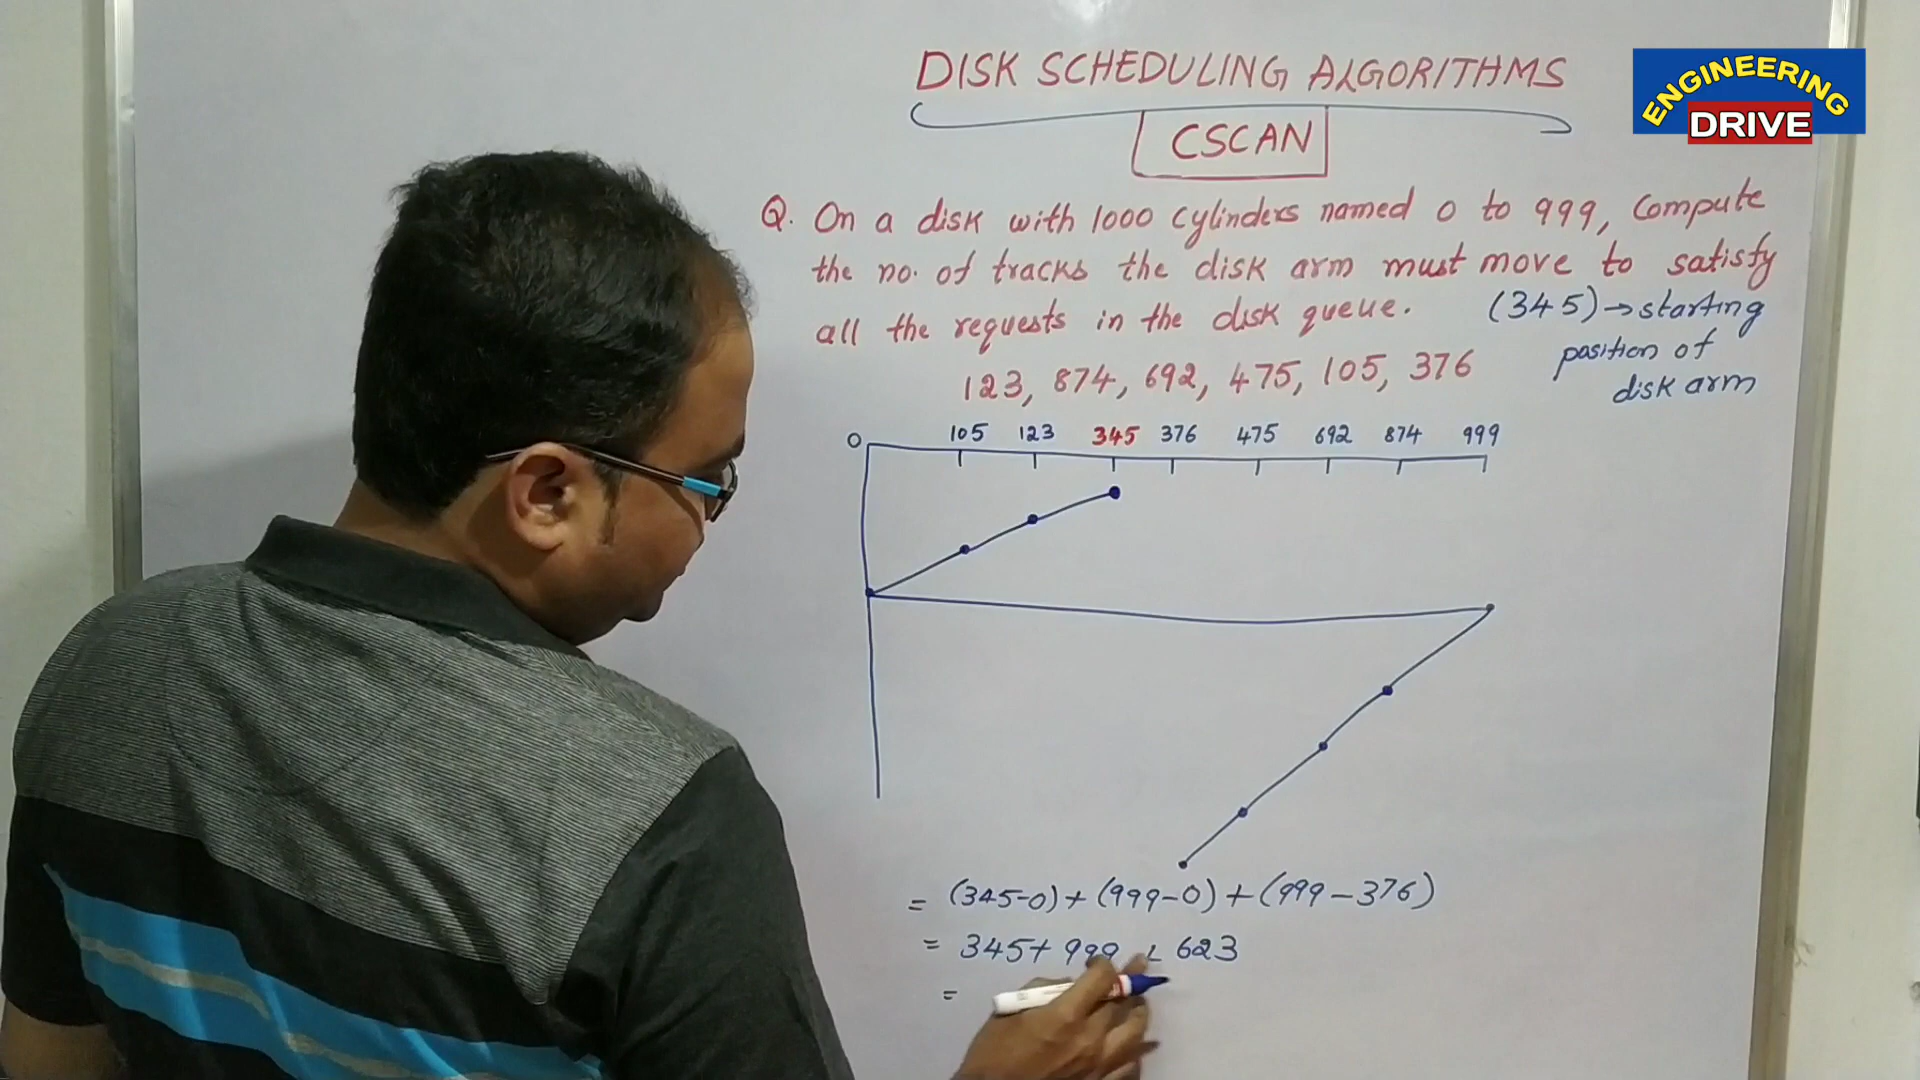 DISK SCHEDULING ALGORITHMS
ENGINEERING
DRIVE
CSCAN
Q. On a disk with 1000 cylinders named 0 to 999, compute
the no. of tracks the disk arm must move to satisfy
all the requests in the disk queue. (345) → starting
position of
disk arm
123, 874, 692, 475, 105, 376
0 105 123 345 376 475 692 874 999
= (345-0) + (999-0) + (999-376)
= 345 + 999 + 623
=